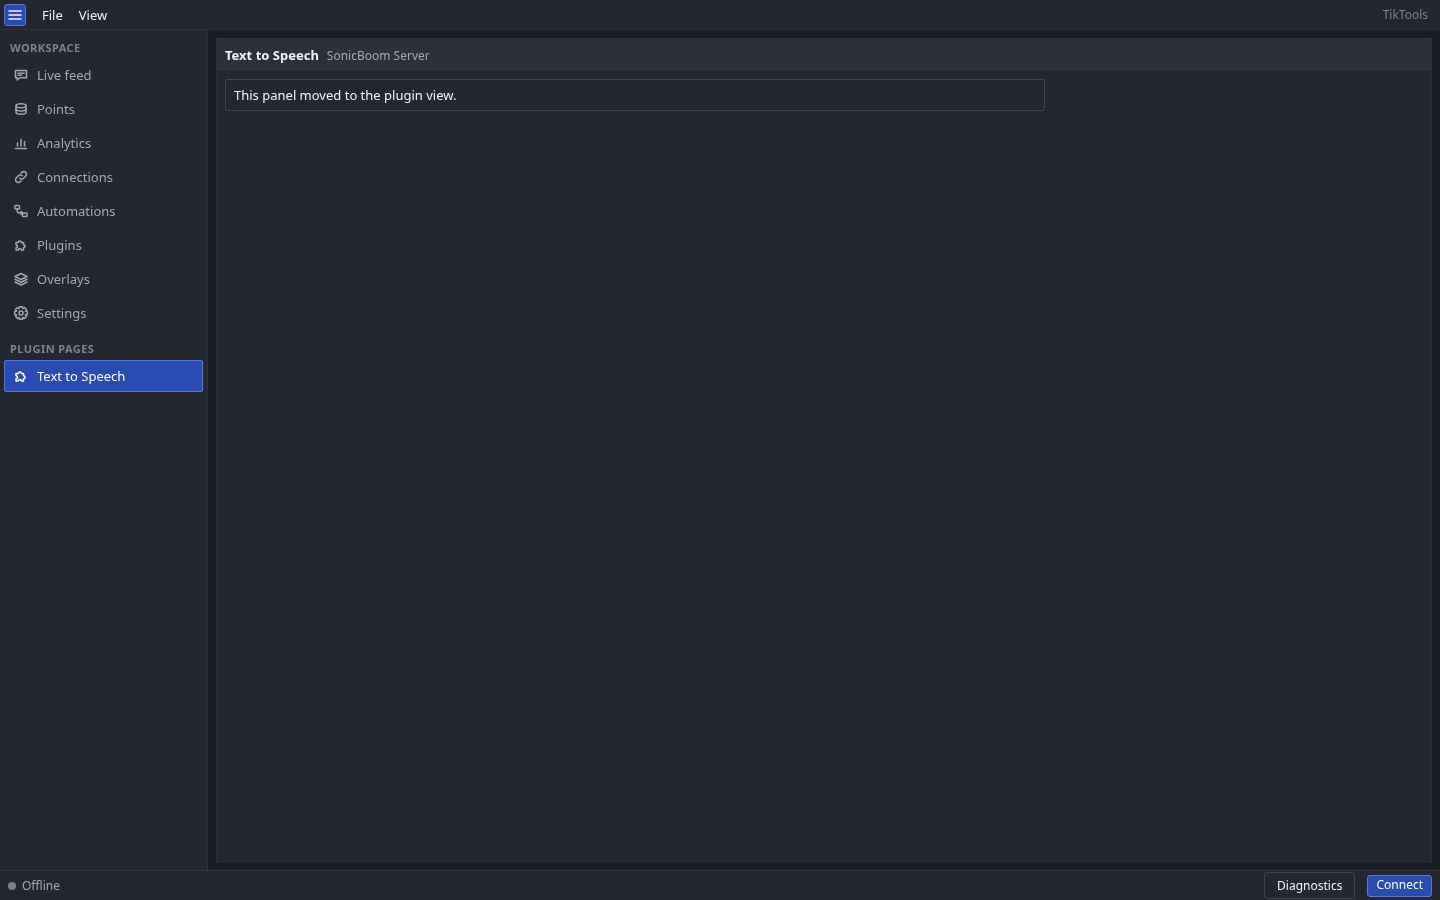 File View TikTools
WORKSPACE
Live feed
Points
Analytics
Connections
Automations
Plugins
Overlays
Settings
PLUGIN PAGES
Text to Speech
Text to Speech SonicBoom Server
This panel moved to the plugin view.
Offline
Diagnostics Connect